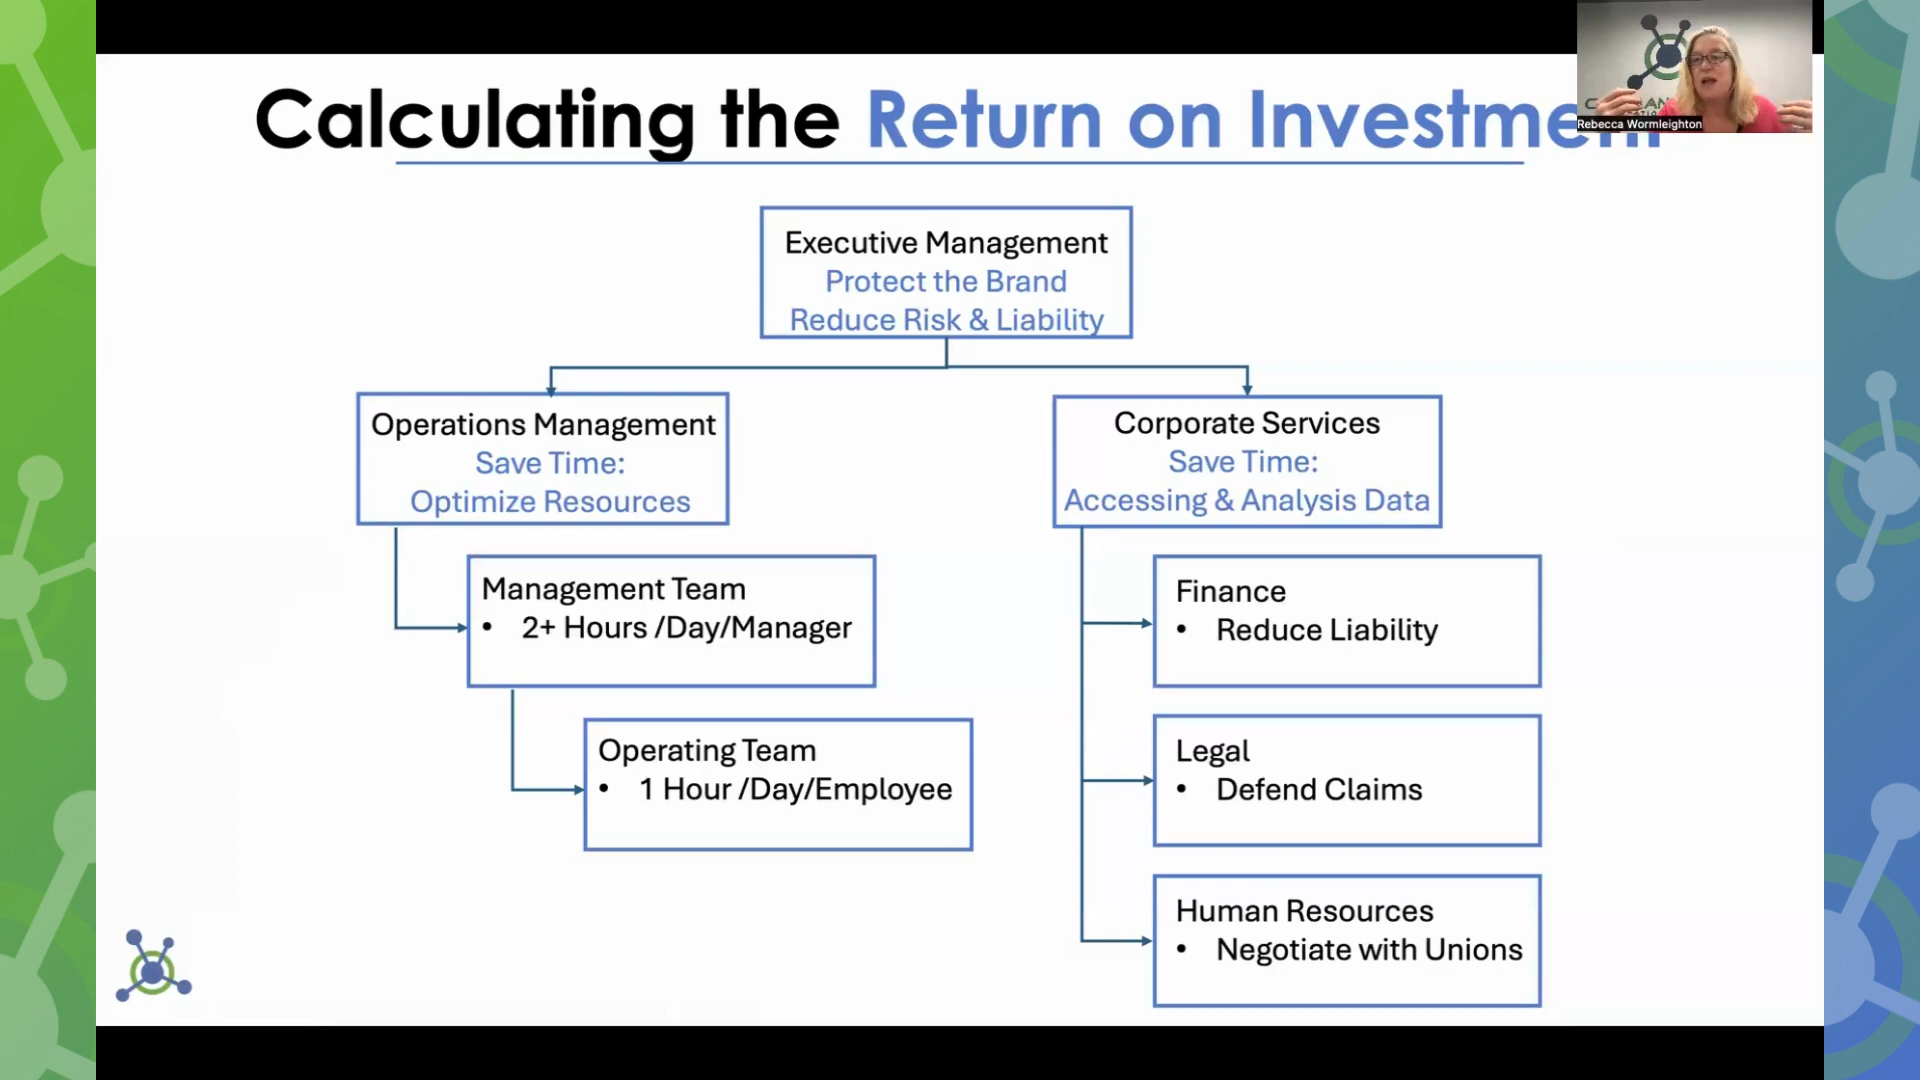 Calculating the Return on Investment
Rebecca Wormleighton
Executive Management
Protect the Brand
Reduce Risk & Liability
Operations Management
Save Time:
Optimize Resources
Corporate Services
Save Time:
Accessing & Analysis Data
Management Team
• 2+ Hours /Day/Manager
Operating Team
• 1 Hour /Day/Employee
Finance
• Reduce Liability
Legal
• Defend Claims
Human Resources
• Negotiate with Unions